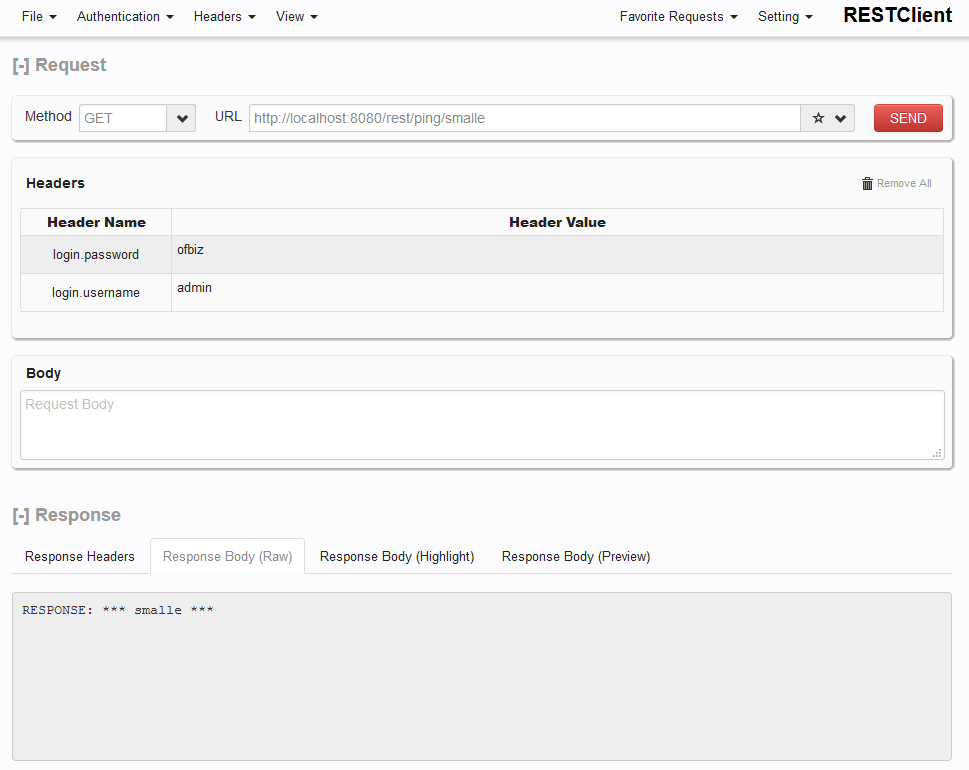 File Authentication Headers View Favorite Requests Setting RESTClient
[-] Request
Method GET URL http://localhost:8080/rest/ping/smalle SEND
Headers Remove All
Header Name Header Value
login.password ofbiz
login.username admin
Body
Request Body
[-] Response
Response Headers Response Body (Raw) Response Body (Highlight) Response Body (Preview)
RESPONSE: *** smalle ***